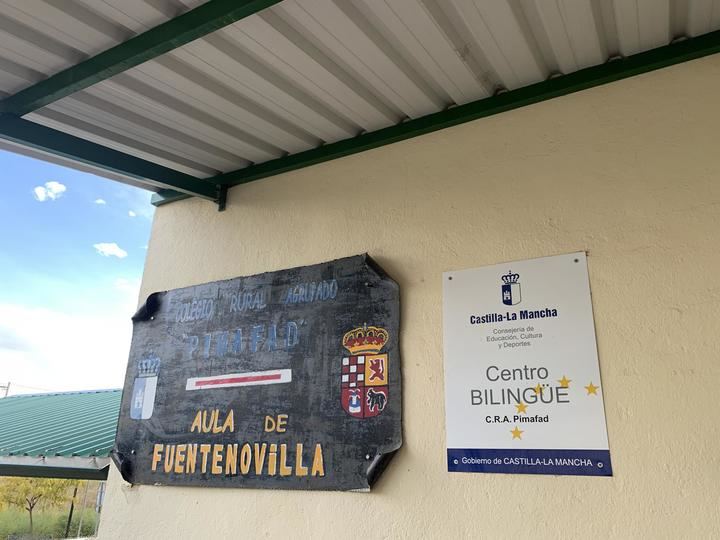 COLEGIO RURAL AGRUPADO
"PIMAFAD"
AULA DE
FUENTENOViLLA
Castilla-La Mancha
Consejería de
Educación, Cultura
y Deportes
Centro
BILINGÜE
C.R.A. Pimafad
Gobierno de CASTILLA-LA MANCHA